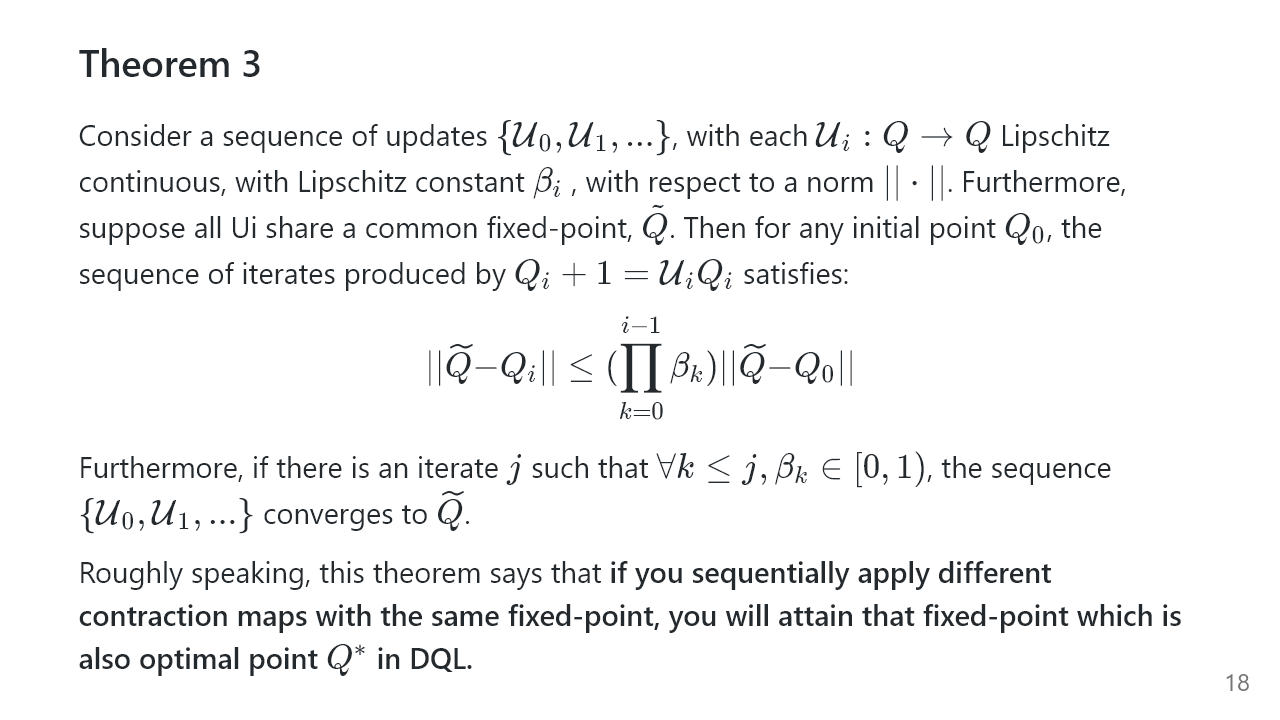 Theorem 3
Consider a sequence of updates {𝒰₀, 𝒰₁, ...}, with each 𝒰ᵢ : Q → Q Lipschitz
continuous, with Lipschitz constant βᵢ , with respect to a norm || · ||. Furthermore,
suppose all Ui share a common fixed-point, Q̃. Then for any initial point Q₀, the
sequence of iterates produced by Qᵢ + 1 = 𝒰ᵢQᵢ satisfies:
||Q̃−Qᵢ|| ≤ (∏_{k=0}^{i−1} βₖ)||Q̃−Q₀||
Furthermore, if there is an iterate j such that ∀k ≤ j, βₖ ∈ [0, 1), the sequence
{𝒰₀, 𝒰₁, ...} converges to Q̃.
Roughly speaking, this theorem says that if you sequentially apply different
contraction maps with the same fixed-point, you will attain that fixed-point which is
also optimal point Q* in DQL.
18